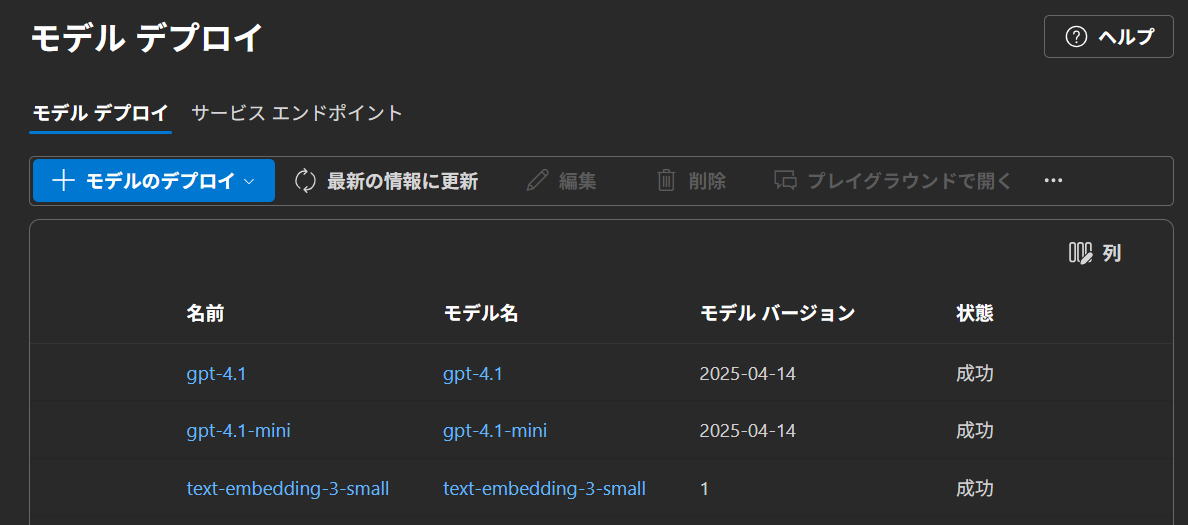 モデル デプロイ
ヘルプ
モデル デプロイ サービス エンドポイント
モデルのデプロイ 最新の情報に更新 編集 削除 プレイグラウンドで開く ···
列
名前 モデル名 モデル バージョン 状態
gpt-4.1 gpt-4.1 2025-04-14 成功
gpt-4.1-mini gpt-4.1-mini 2025-04-14 成功
text-embedding-3-small text-embedding-3-small 1 成功